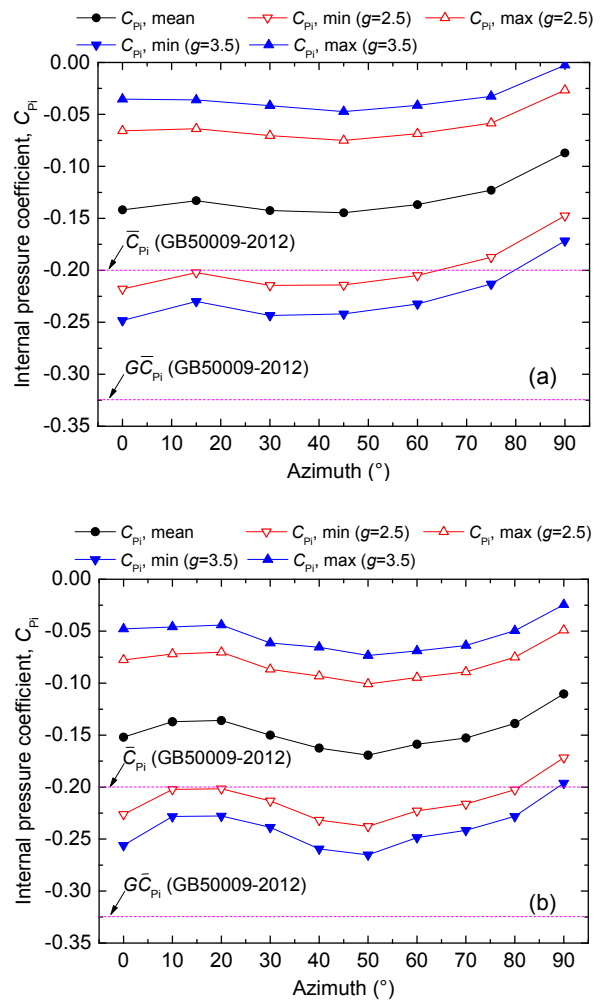 C_Pi, mean C_Pi, min (g=2.5) C_Pi, max (g=2.5)
C_Pi, min (g=3.5) C_Pi, max (g=3.5)
0.00
-0.05
-0.10
-0.15
-0.20
-0.25
-0.30
-0.35
Internal pressure coefficient, C_Pi
C̅_Pi (GB50009-2012)
GC̅_Pi (GB50009-2012)
(a)
0 10 20 30 40 50 60 70 80 90
Azimuth (°)
C_Pi, mean C_Pi, min (g=2.5) C_Pi, max (g=2.5)
C_Pi, min (g=3.5) C_Pi, max (g=3.5)
0.00
-0.05
-0.10
-0.15
-0.20
-0.25
-0.30
-0.35
Internal pressure coefficient, C_Pi
C̅_Pi (GB50009-2012)
GC̅_Pi (GB50009-2012)
(b)
0 10 20 30 40 50 60 70 80 90
Azimuth (°)